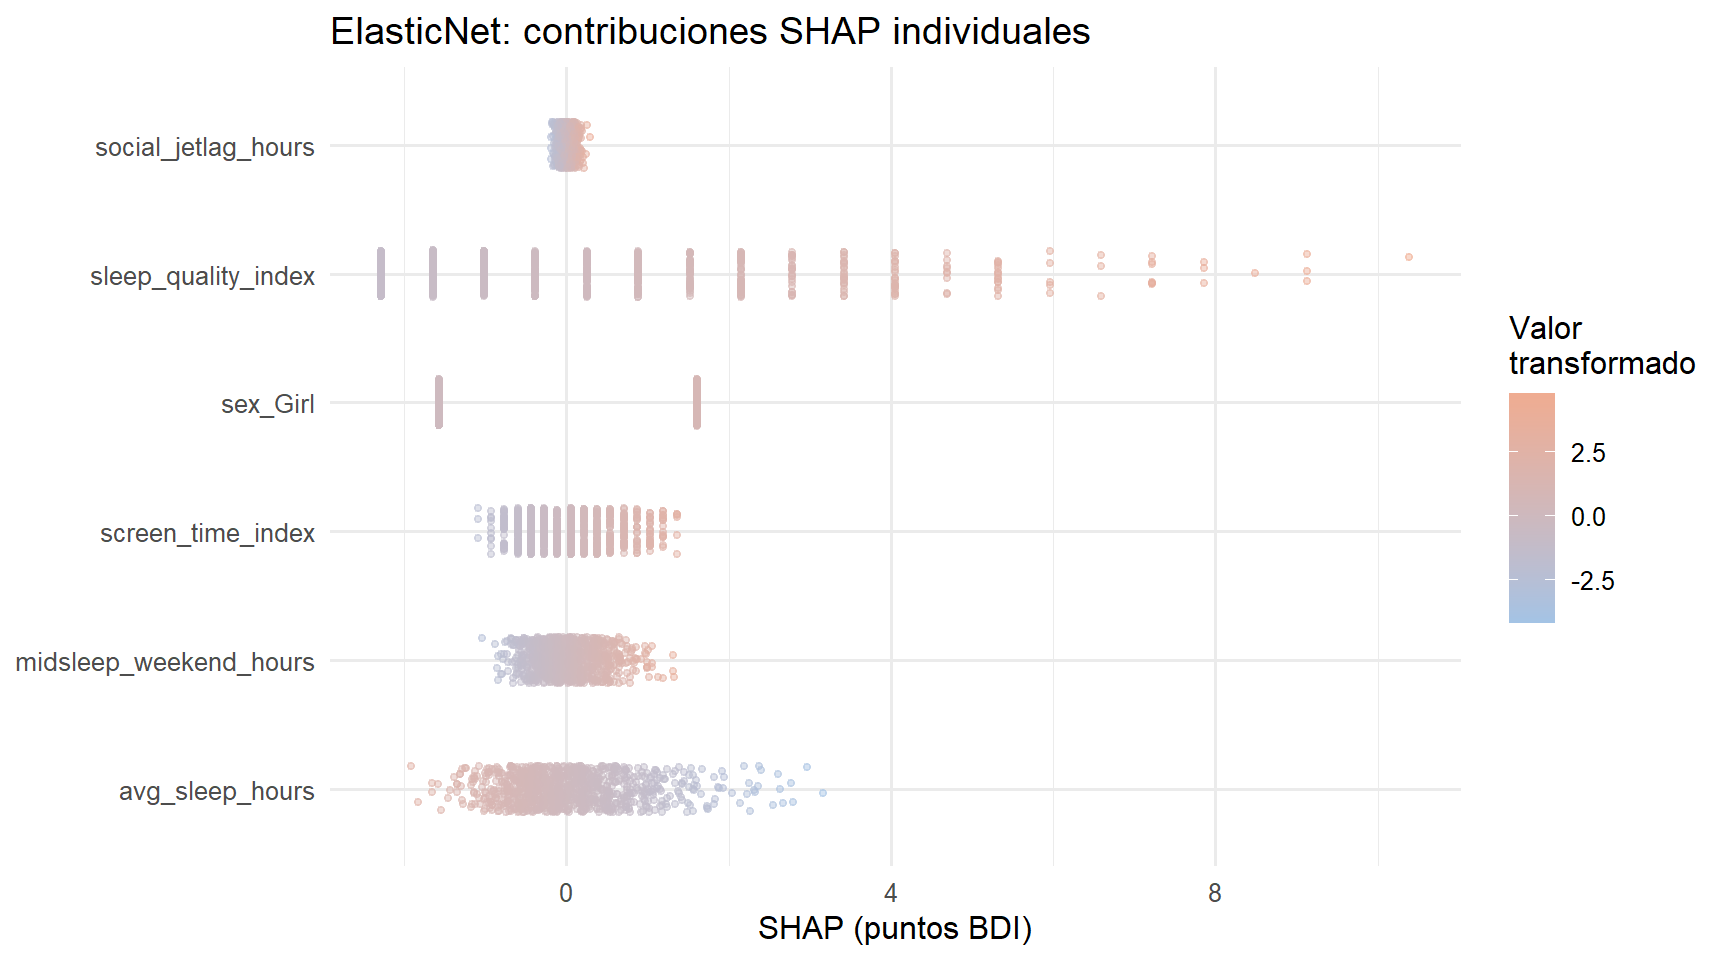 ElasticNet: contribuciones SHAP individuales
social_jetlag_hours
sleep_quality_index
sex_Girl
screen_time_index
midsleep_weekend_hours
avg_sleep_hours
0
4
8
SHAP (puntos BDI)
Valor
transformado
2.5
0.0
-2.5